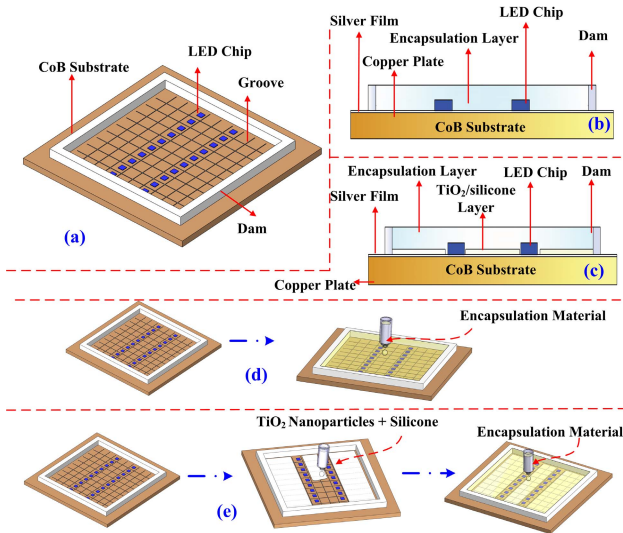 LED Chip
CoB Substrate
Groove
Dam
(a)
LED Chip
Silver Film
Encapsulation Layer
Dam
Copper Plate
CoB Substrate
(b)
Encapsulation Layer
LED Chip
TiO2/silicone
Dam
Silver Film
Layer
CoB Substrate
(c)
Copper Plate
Encapsulation Material
(d)
TiO2 Nanoparticles + Silicone
Encapsulation Material
(e)